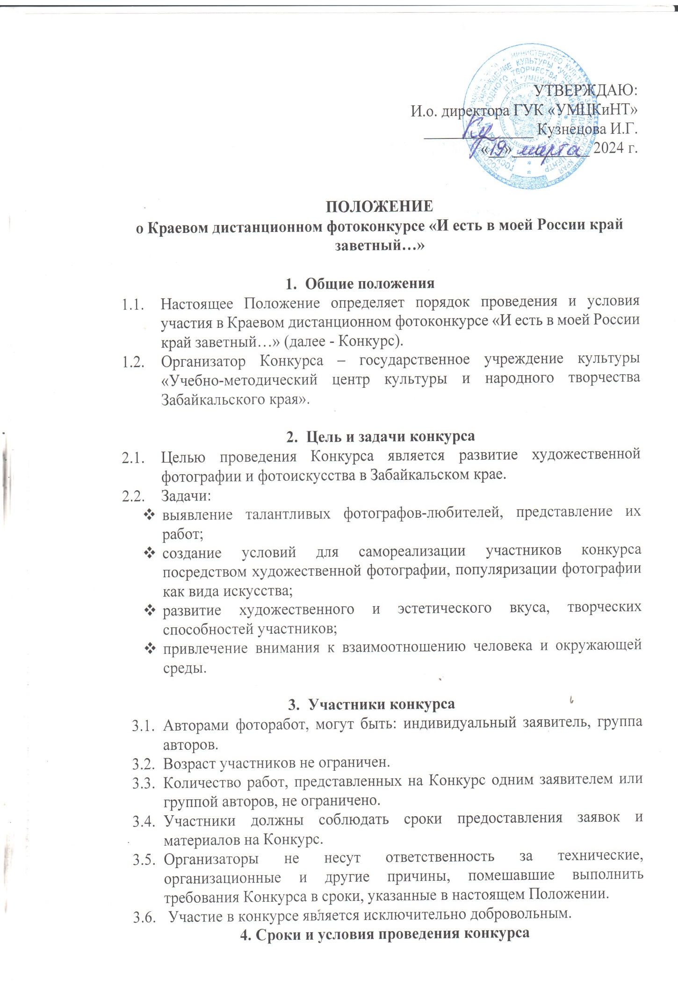 УТВЕРЖДАЮ:
И.о. директора ГУК «УМЦКиНТ»
Кузнецова И.Г.
«19» марта 2024 г.
ПОЛОЖЕНИЕ
о Краевом дистанционном фотоконкурсе «И есть в моей России край
заветный…»
1. Общие положения
1.1. Настоящее Положение определяет порядок проведения и условия
участия в Краевом дистанционном фотоконкурсе «И есть в моей России
край заветный…» (далее - Конкурс).
1.2. Организатор Конкурса – государственное учреждение культуры
«Учебно-методический центр культуры и народного творчества
Забайкальского края».
2. Цель и задачи конкурса
2.1. Целью проведения Конкурса является развитие художественной
фотографии и фотоискусства в Забайкальском крае.
2.2. Задачи:
❖ выявление талантливых фотографов-любителей, представление их
работ;
❖ создание условий для самореализации участников конкурса
посредством художественной фотографии, популяризации фотографии
как вида искусства;
❖ развитие художественного и эстетического вкуса, творческих
способностей участников;
❖ привлечение внимания к взаимоотношению человека и окружающей
среды.
3. Участники конкурса
3.1. Авторами фоторабот, могут быть: индивидуальный заявитель, группа
авторов.
3.2. Возраст участников не ограничен.
3.3. Количество работ, представленных на Конкурс одним заявителем или
группой авторов, не ограничено.
3.4. Участники должны соблюдать сроки предоставления заявок и
материалов на Конкурс.
3.5. Организаторы не несут ответственность за технические,
организационные и другие причины, помешавшие выполнить
требования Конкурса в сроки, указанные в настоящем Положении.
3.6. Участие в конкурсе является исключительно добровольным.
4. Сроки и условия проведения конкурса